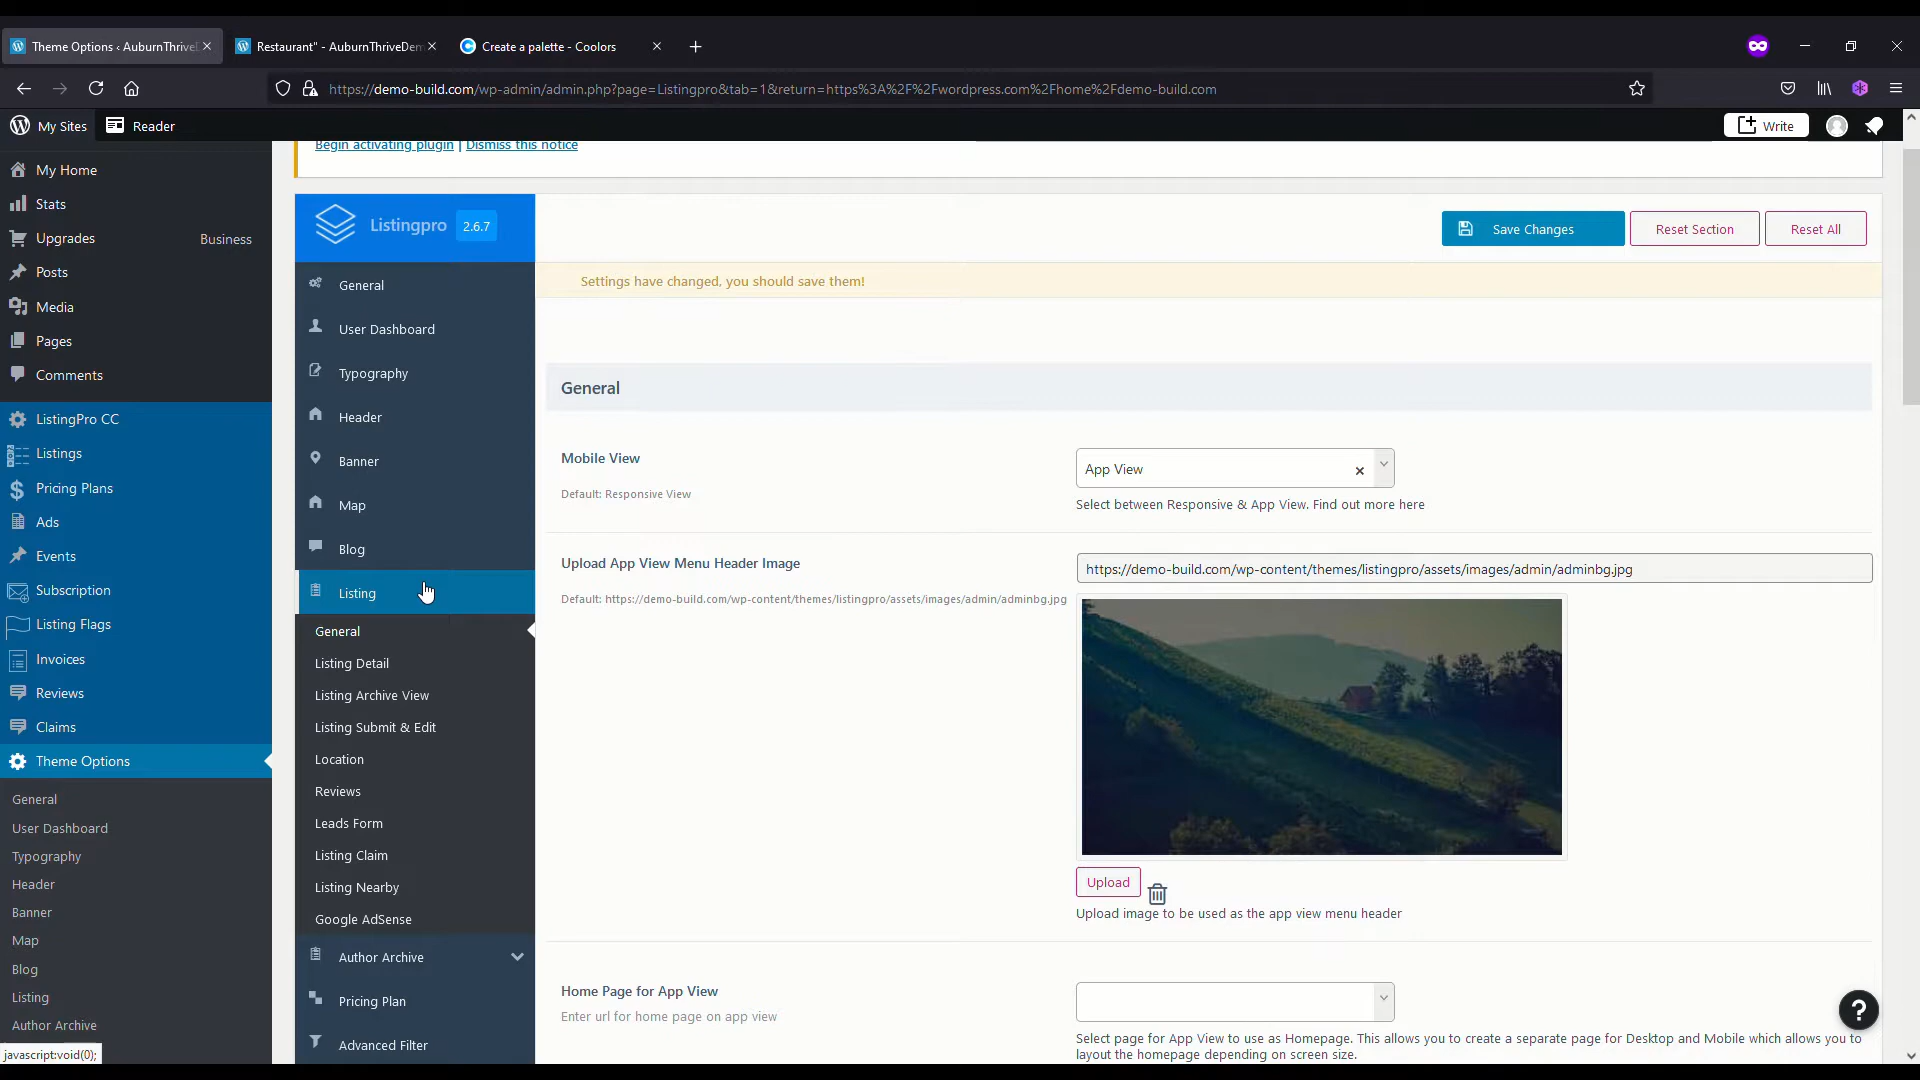 Theme Options ‹ AuburnThriveD
Restaurant" - AuburnThriveDem
Create a palette - Coolors
https://demo-build.com/wp-admin/admin.php?page=Listingpro&tab=1&return=https%3A%2F%2Fwordpress.com%2Fhome%2Fdemo-build.com
My Sites
Reader
Write
Begin activating plugin | Dismiss this notice
My Home
Stats
Upgrades
Business
Posts
Media
Pages
Comments
ListingPro CC
Listings
Pricing Plans
Ads
Events
Subscription
Listing Flags
Invoices
Reviews
Claims
Theme Options
General
User Dashboard
Typography
Header
Banner
Map
Blog
Listing
Author Archive
javascript:void(0);
Listingpro 2.6.7
General
User Dashboard
Typography
Header
Banner
Map
Blog
Listing
General
Listing Detail
Listing Archive View
Listing Submit & Edit
Location
Reviews
Leads Form
Listing Claim
Listing Nearby
Google AdSense
Author Archive
Pricing Plan
Advanced Filter
Save Changes
Reset Section
Reset All
Settings have changed, you should save them!
General
Mobile View
Default: Responsive View
App View
Select between Responsive & App View. Find out more here
Upload App View Menu Header Image
Default: https://demo-build.com/wp-content/themes/listingpro/assets/images/admin/adminbg.jpg
https://demo-build.com/wp-content/themes/listingpro/assets/images/admin/adminbg.jpg
Upload
Upload image to be used as the app view menu header
Home Page for App View
Enter url for home page on app view
Select page for App View to use as Homepage. This allows you to create a separate page for Desktop and Mobile which allows you to
layout the homepage depending on screen size.
?